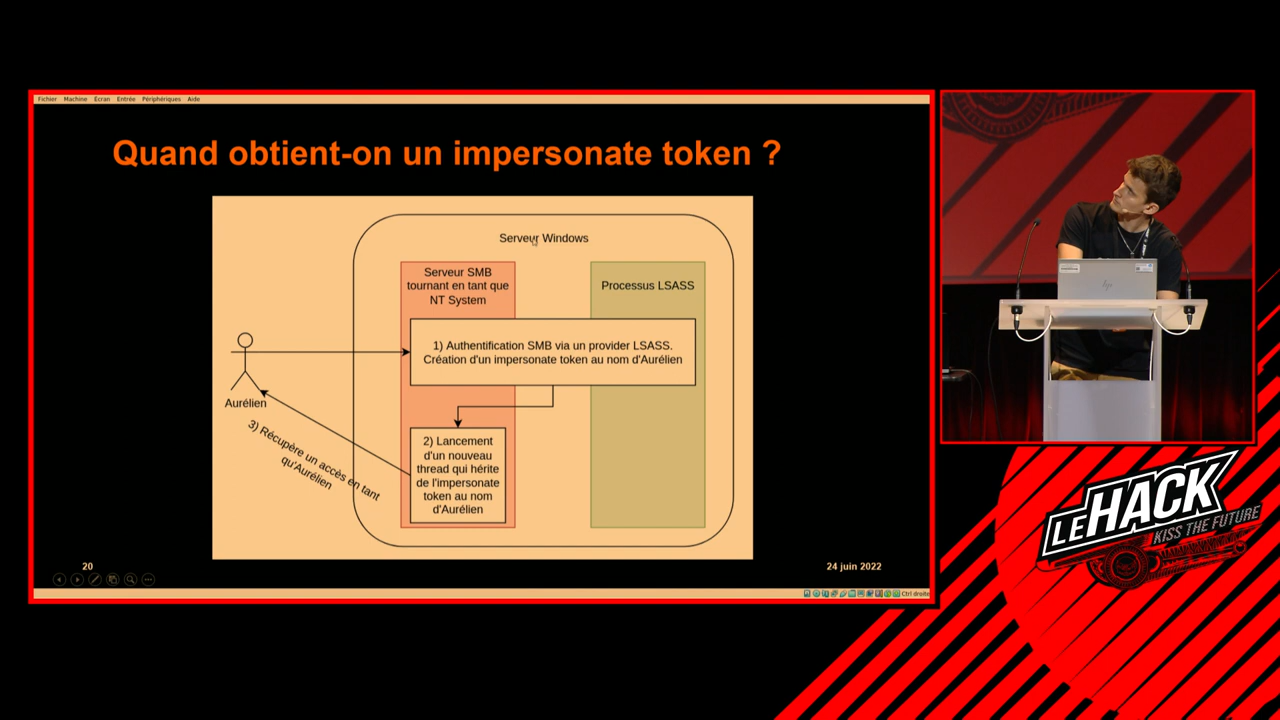 Fichier Machine Écran Entrée Périphériques Aide
Quand obtient-on un impersonate token ?
Serveur Windows
Serveur SMB
tournant en tant que
NT System
Processus LSASS
1) Authentification SMB via un provider LSASS.
Création d'un impersonate token au nom d'Aurélien
Aurélien
2) Lancement
d'un nouveau
thread qui hérite
de l'impersonate
token au nom
d'Aurélien
3) Récupère un accès en tant
qu'Aurélien
20
24 juin 2022
Ctrl droite
hp
LEHACK
KISS THE FUTURE